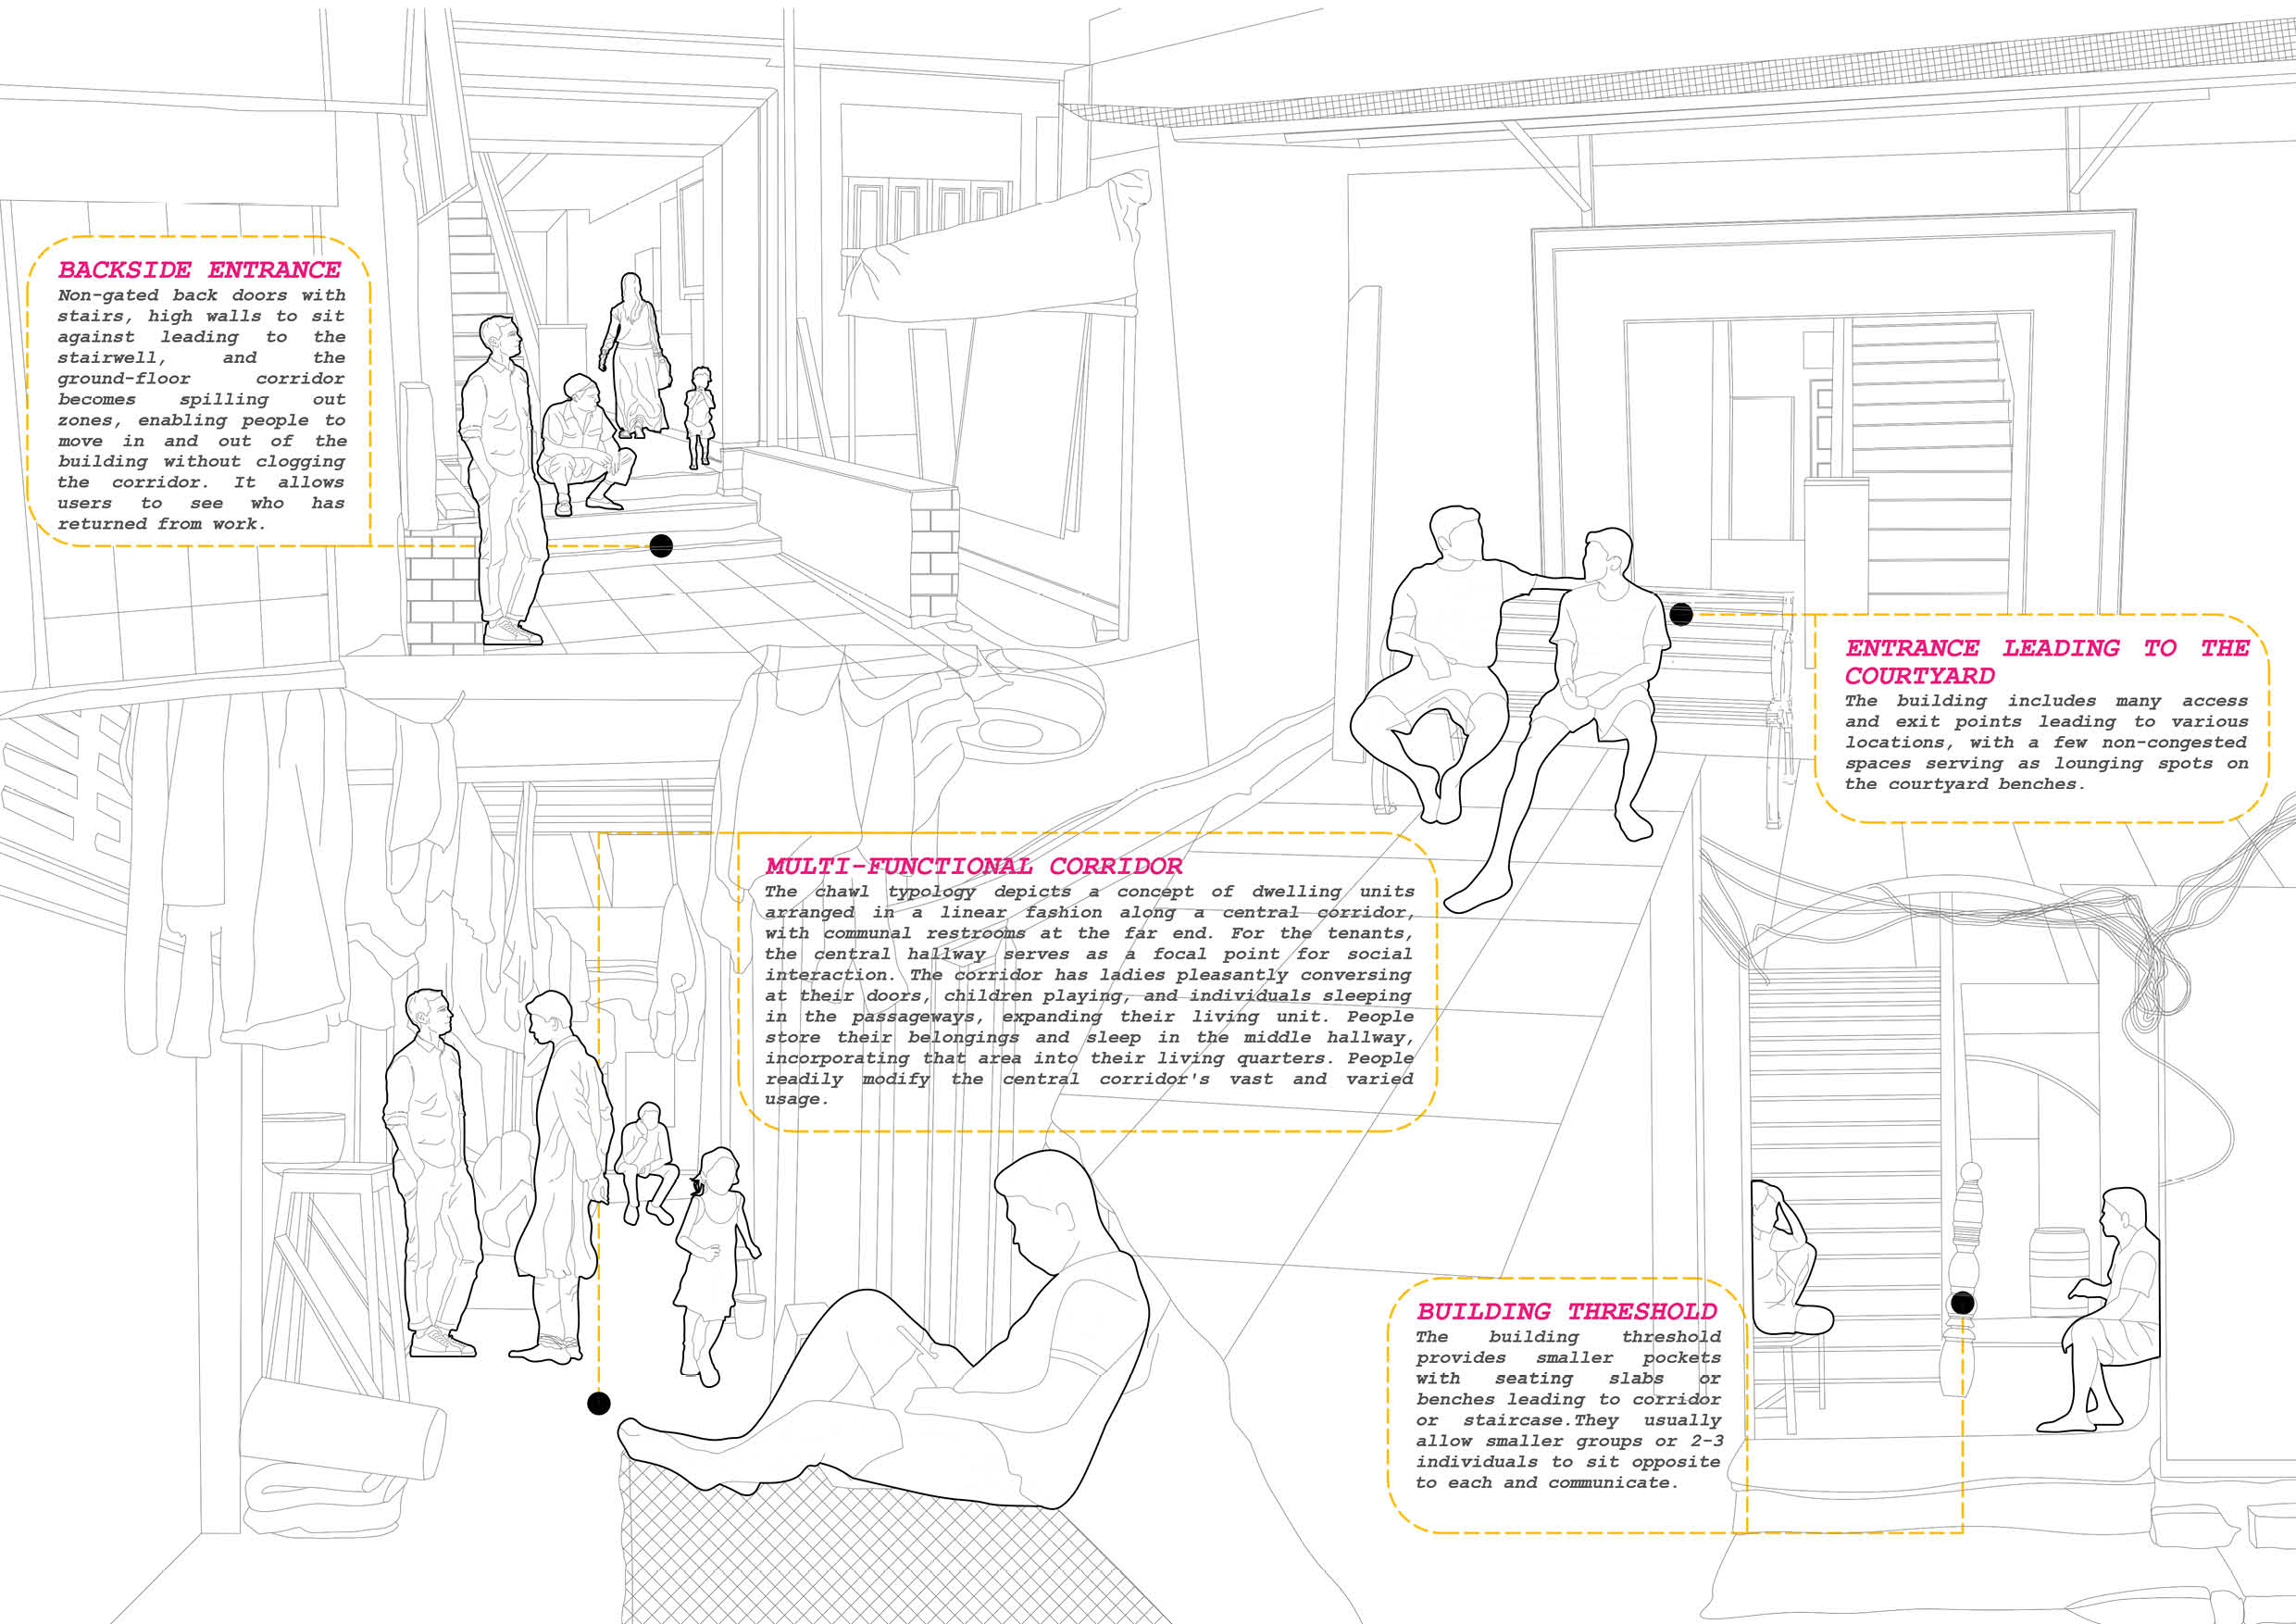 BACKSIDE ENTRANCE
Non-gated back doors with
stairs, high walls to sit
against leading to the
stairwell, and the
ground-floor corridor
becomes spilling out
zones, enabling people to
move in and out of the
building without clogging
the corridor. It allows
users to see who has
returned from work.
ENTRANCE LEADING TO THE
COURTYARD
The building includes many access
and exit points leading to various
locations, with a few non-congested
spaces serving as lounging spots on
the courtyard benches.
MULTI-FUNCTIONAL CORRIDOR
The chawl typology depicts a concept of dwelling units
arranged in a linear fashion along a central corridor,
with communal restrooms at the far end. For the tenants,
the central hallway serves as a focal point for social
interaction. The corridor has ladies pleasantly conversing
at their doors, children playing, and individuals sleeping
in the passageways, expanding their living unit. People
store their belongings and sleep in the middle hallway,
incorporating that area into their living quarters. People
readily modify the central corridor's vast and varied
usage.
BUILDING THRESHOLD
The building threshold
provides smaller pockets
with seating slabs or
benches leading to corridor
or staircase.They usually
allow smaller groups or 2-3
individuals to sit opposite
to each and communicate.